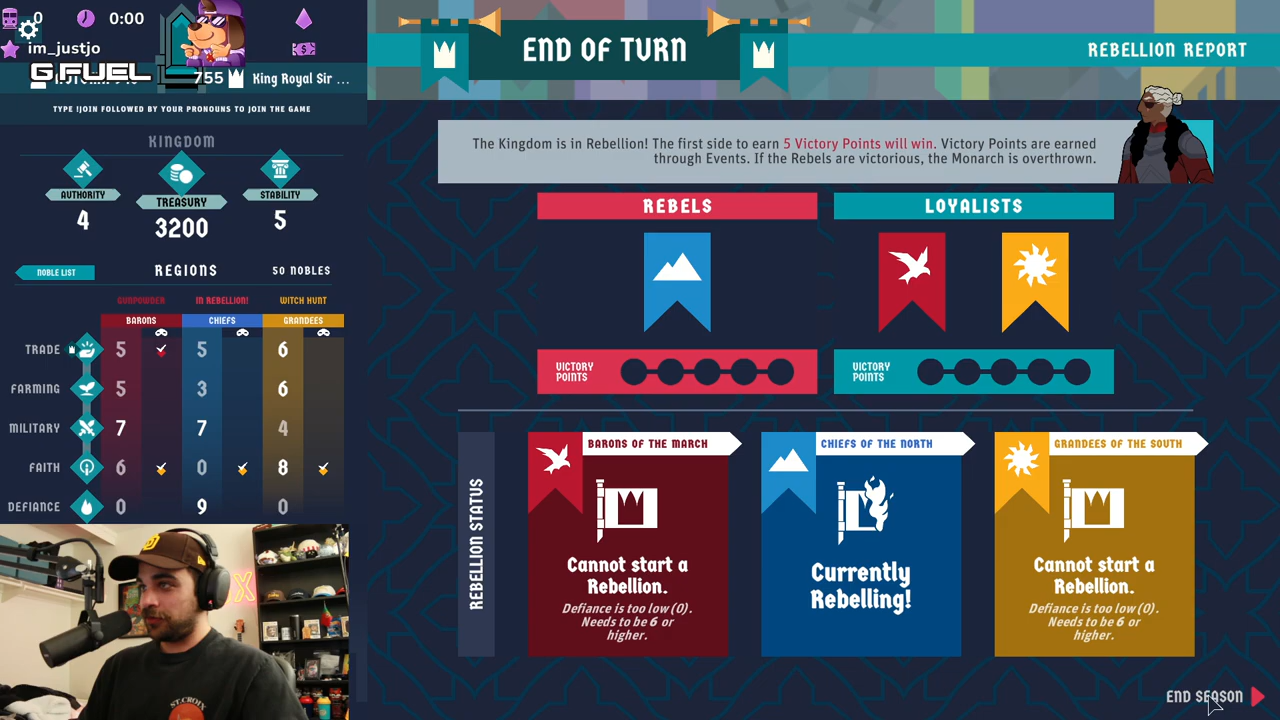 0
0:00
im_justjo
G FUEL
755
King Royal Sir ...
TYPE !JOIN FOLLOWED BY YOUR PRONOUNS TO JOIN THE GAME
KINGDOM
AUTHORITY
4
TREASURY
3200
STABILITY
5
NOBLE LIST
REGIONS
50 NOBLES
GUNPOWDER
IN REBELLION!
WITCH HUNT
BARONS
CHIEFS
GRANDEES
TRADE 5 5 6
FARMING 5 3 6
MILITARY 7 7 4
FAITH 6 0 8
DEFIANCE 0 9 0
ST. CROIX
END OF TURN
REBELLION REPORT
The Kingdom is in Rebellion! The first side to earn 5 Victory Points will win. Victory Points are earned
through Events. If the Rebels are victorious, the Monarch is overthrown.
REBELS
LOYALISTS
VICTORY
POINTS
VICTORY
POINTS
REBELLION STATUS
BARONS OF THE MARCH
Cannot start a
Rebellion.
Defiance is too low (0).
Needs to be 6 or
higher.
CHIEFS OF THE NORTH
Currently
Rebelling!
GRANDEES OF THE SOUTH
Cannot start a
Rebellion.
Defiance is too low (0).
Needs to be 6 or
higher.
END SEASON